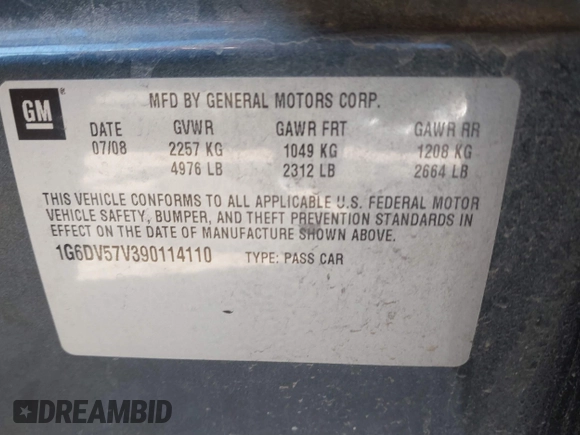 GM ®
MFD BY GENERAL MOTORS CORP.
DATE GVWR GAWR FRT GAWR RR
07/08 2257 KG 1049 KG 1208 KG
4976 LB 2312 LB 2664 LB
THIS VEHICLE CONFORMS TO ALL APPLICABLE U.S. FEDERAL MOTOR
VEHICLE SAFETY, BUMPER, AND THEFT PREVENTION STANDARDS IN
EFFECT ON THE DATE OF MANUFACTURE SHOWN ABOVE.
1G6DV57V390114110 TYPE: PASS CAR
DREAMBID